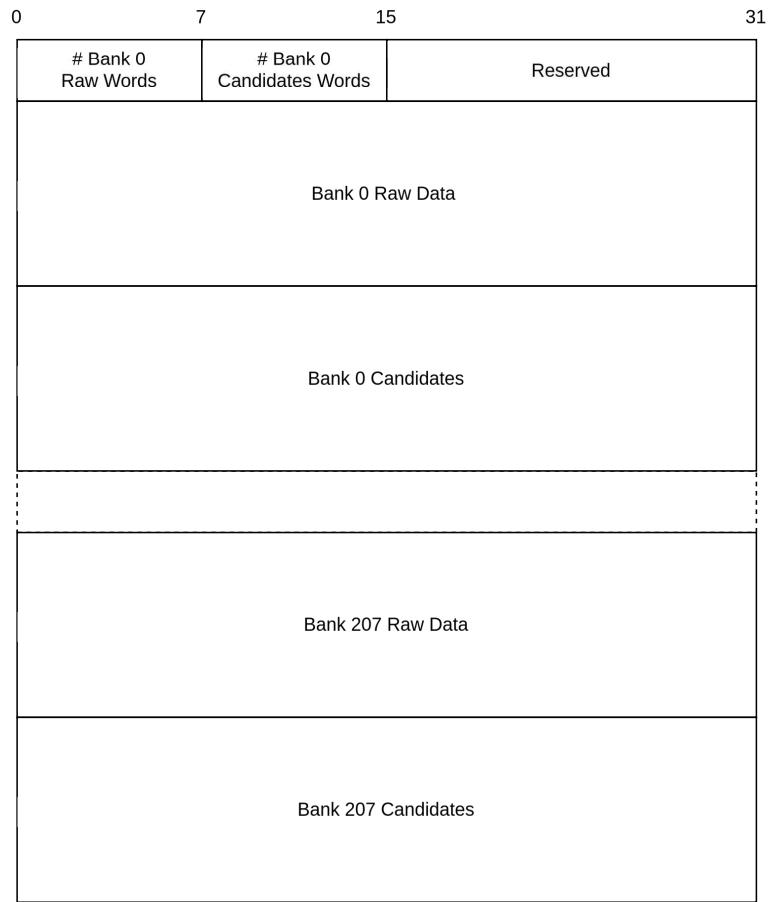 0 7 15 31
# Bank 0 # Bank 0 Reserved
Raw Words Candidates Words
Bank 0 Raw Data
Bank 0 Candidates
Bank 207 Raw Data
Bank 207 Candidates